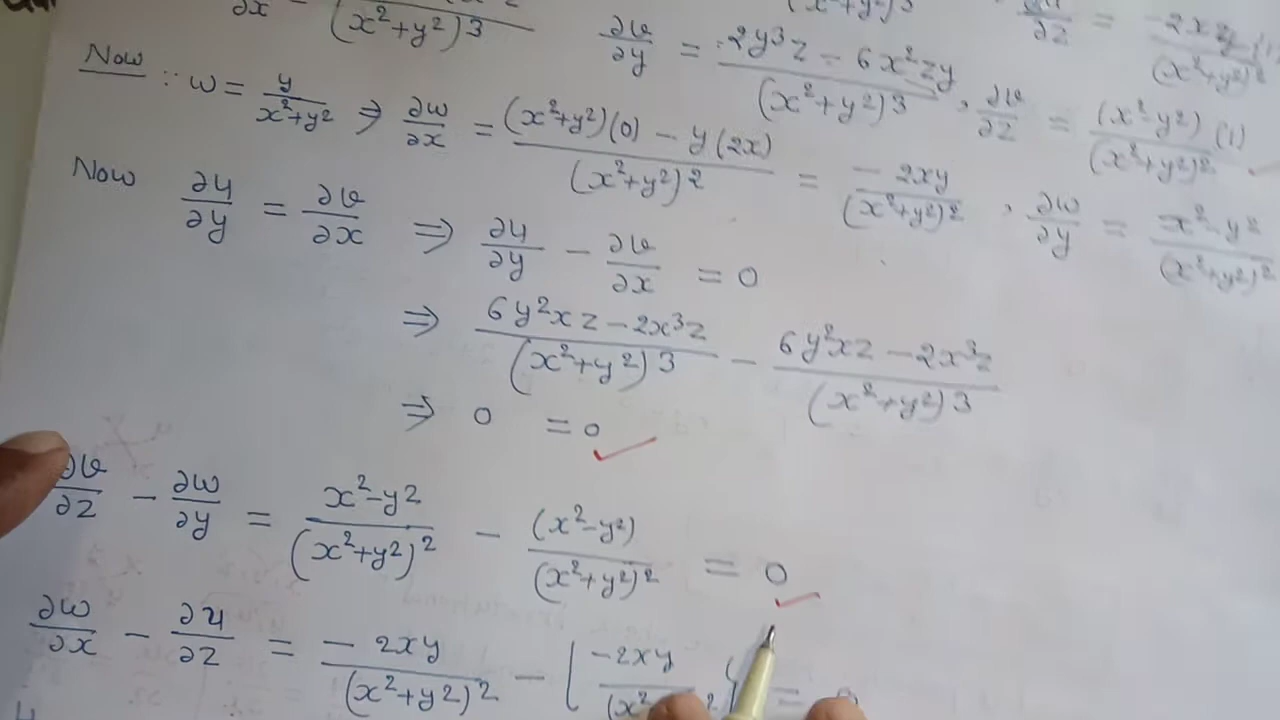 ∂x (x²+y²)3 ∂v/∂y = 2y³z − 6x²zy/(x²+y²)3, ∂v/∂z = (x²−y²)(1)/(x²+y²)²
Now :: w = y/x²+y² ⇒ ∂w/∂x = (x²+y²)(0) − y(2x)/(x²+y²)2 = −2xy/(x²+y²)2, ∂w/∂y = x²−y²/(x²+y²)2
Now ∂u/∂y = ∂v/∂x ⇒ ∂u/∂y − ∂v/∂x = 0
⇒ 6y²xz − 2x³z/(x²+y²)3 − 6y²xz − 2x³z/(x²+y²)3
⇒ 0 = 0
∂v/∂z − ∂w/∂y = x²−y²/(x²+y²)² − (x²−y²)/(x²+y²)2 = 0
∂w/∂x − ∂u/∂z = −2xy/(x²+y²)2 − { −2xy/(x² 2 } =